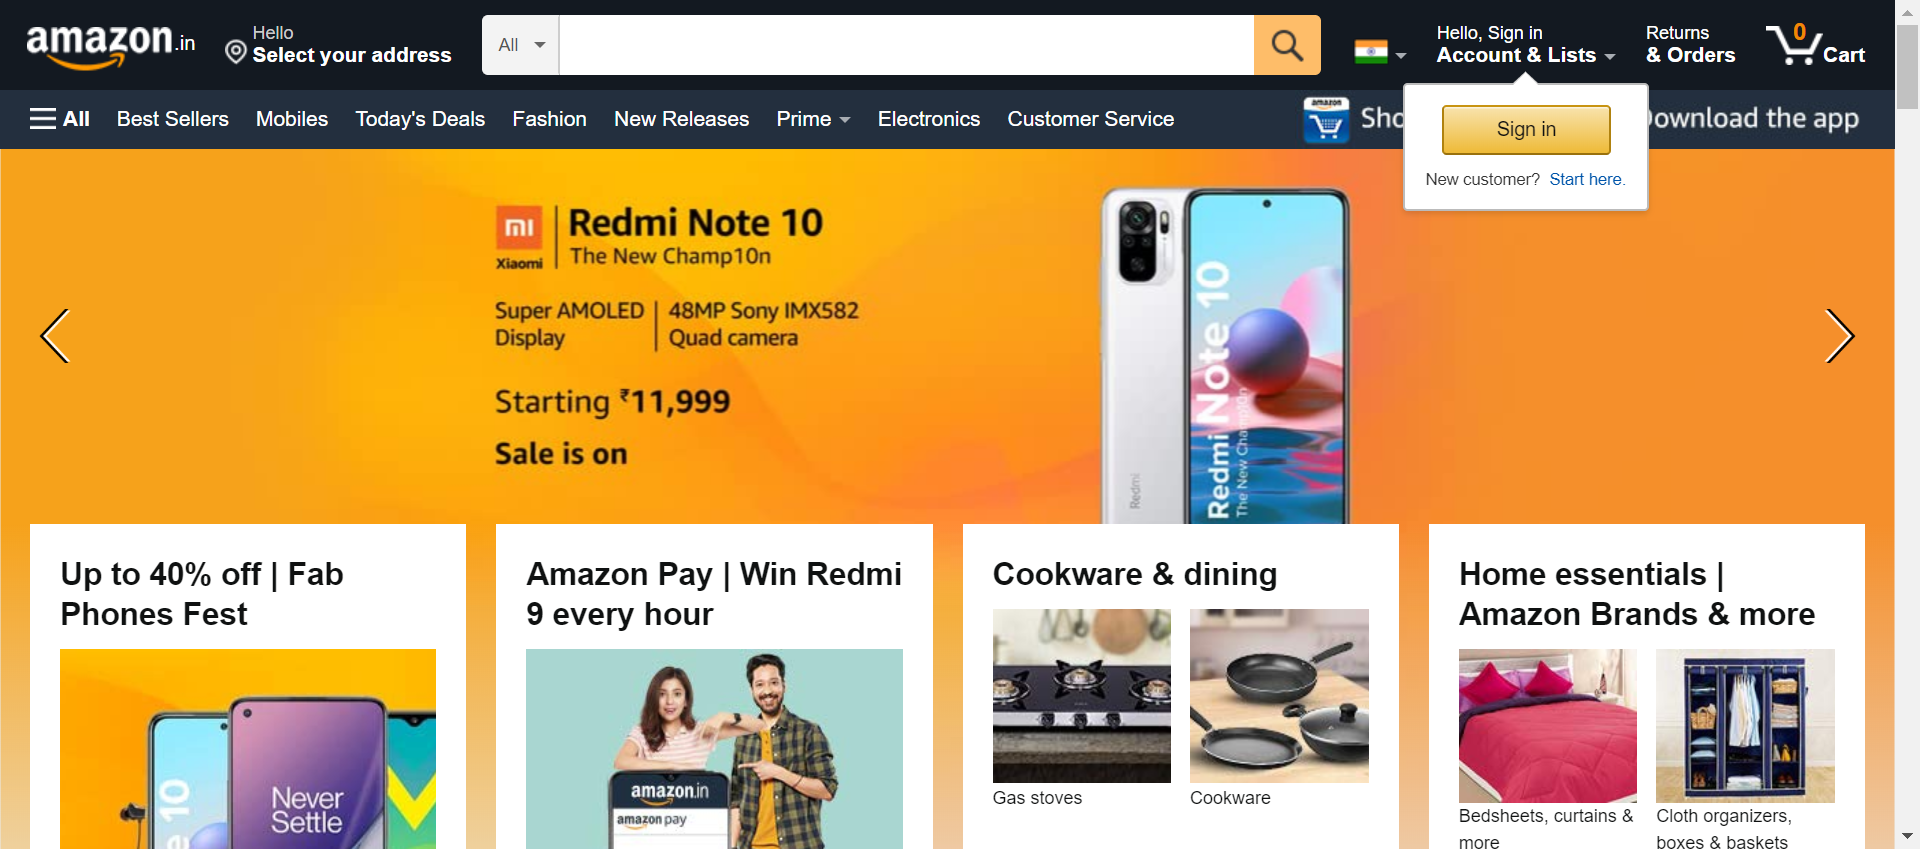 amazon.in
Hello
Select your address
All
Hello, Sign in
Account & Lists
Returns
& Orders
0
Cart
All
Best Sellers
Mobiles
Today's Deals
Fashion
New Releases
Prime
Electronics
Customer Service
amazon
Sho
ownload the app
Sign in
New customer? Start here.
mi
Xiaomi
Redmi Note 10
The New Champ10n
Super AMOLED
Display
48MP Sony IMX582
Quad camera
Starting ₹11,999
Sale is on
Redmi
Redmi Note 10
The New Champ10n
Up to 40% off | Fab
Phones Fest
Never
Settle
Amazon Pay | Win Redmi
9 every hour
amazon.in
amazon pay
Cookware & dining
Gas stoves
Cookware
Home essentials |
Amazon Brands & more
Bedsheets, curtains &
more
Cloth organizers,
boxes & baskets